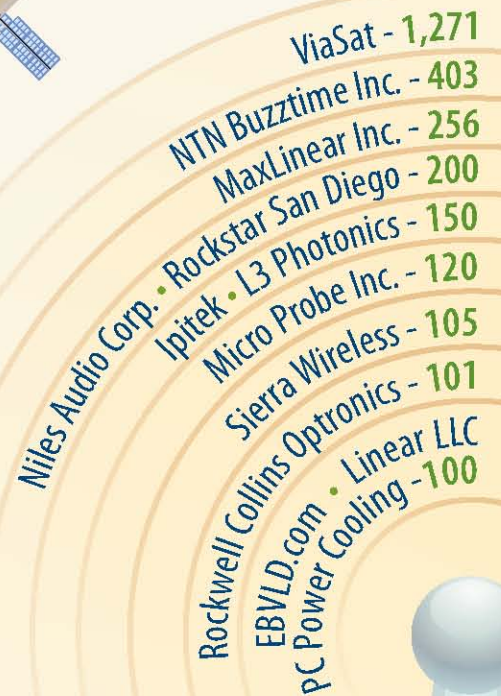 ViaSat - 1,271
NTN Buzztime Inc. - 403
MaxLinear Inc. - 256
Niles Audio Corp. • Rockstar San Diego - 200
Ipitek • L3 Photonics - 150
Micro Probe Inc. - 120
Sierra Wireless - 105
Rockwell Collins Optronics - 101
EBVLD.com • Linear LLC
PC Power Cooling -100